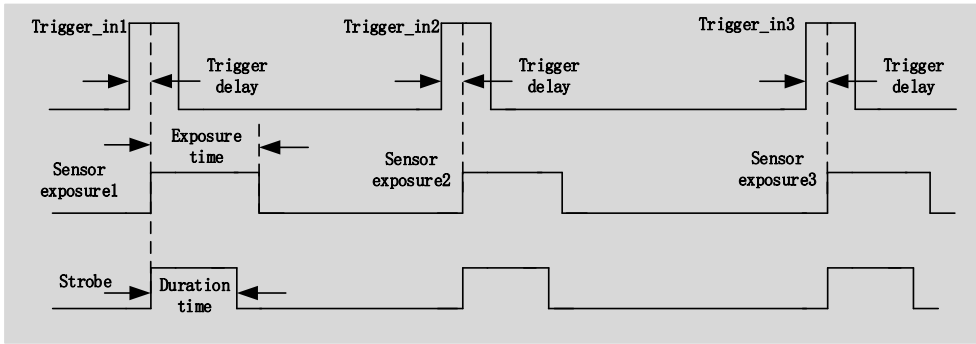 Trigger_in1
Trigger_in2
Trigger_in3
Trigger
delay
Trigger
delay
Trigger
delay
Exposure
time
Sensor
exposure1
Sensor
exposure2
Sensor
exposure3
Strobe
Duration
time